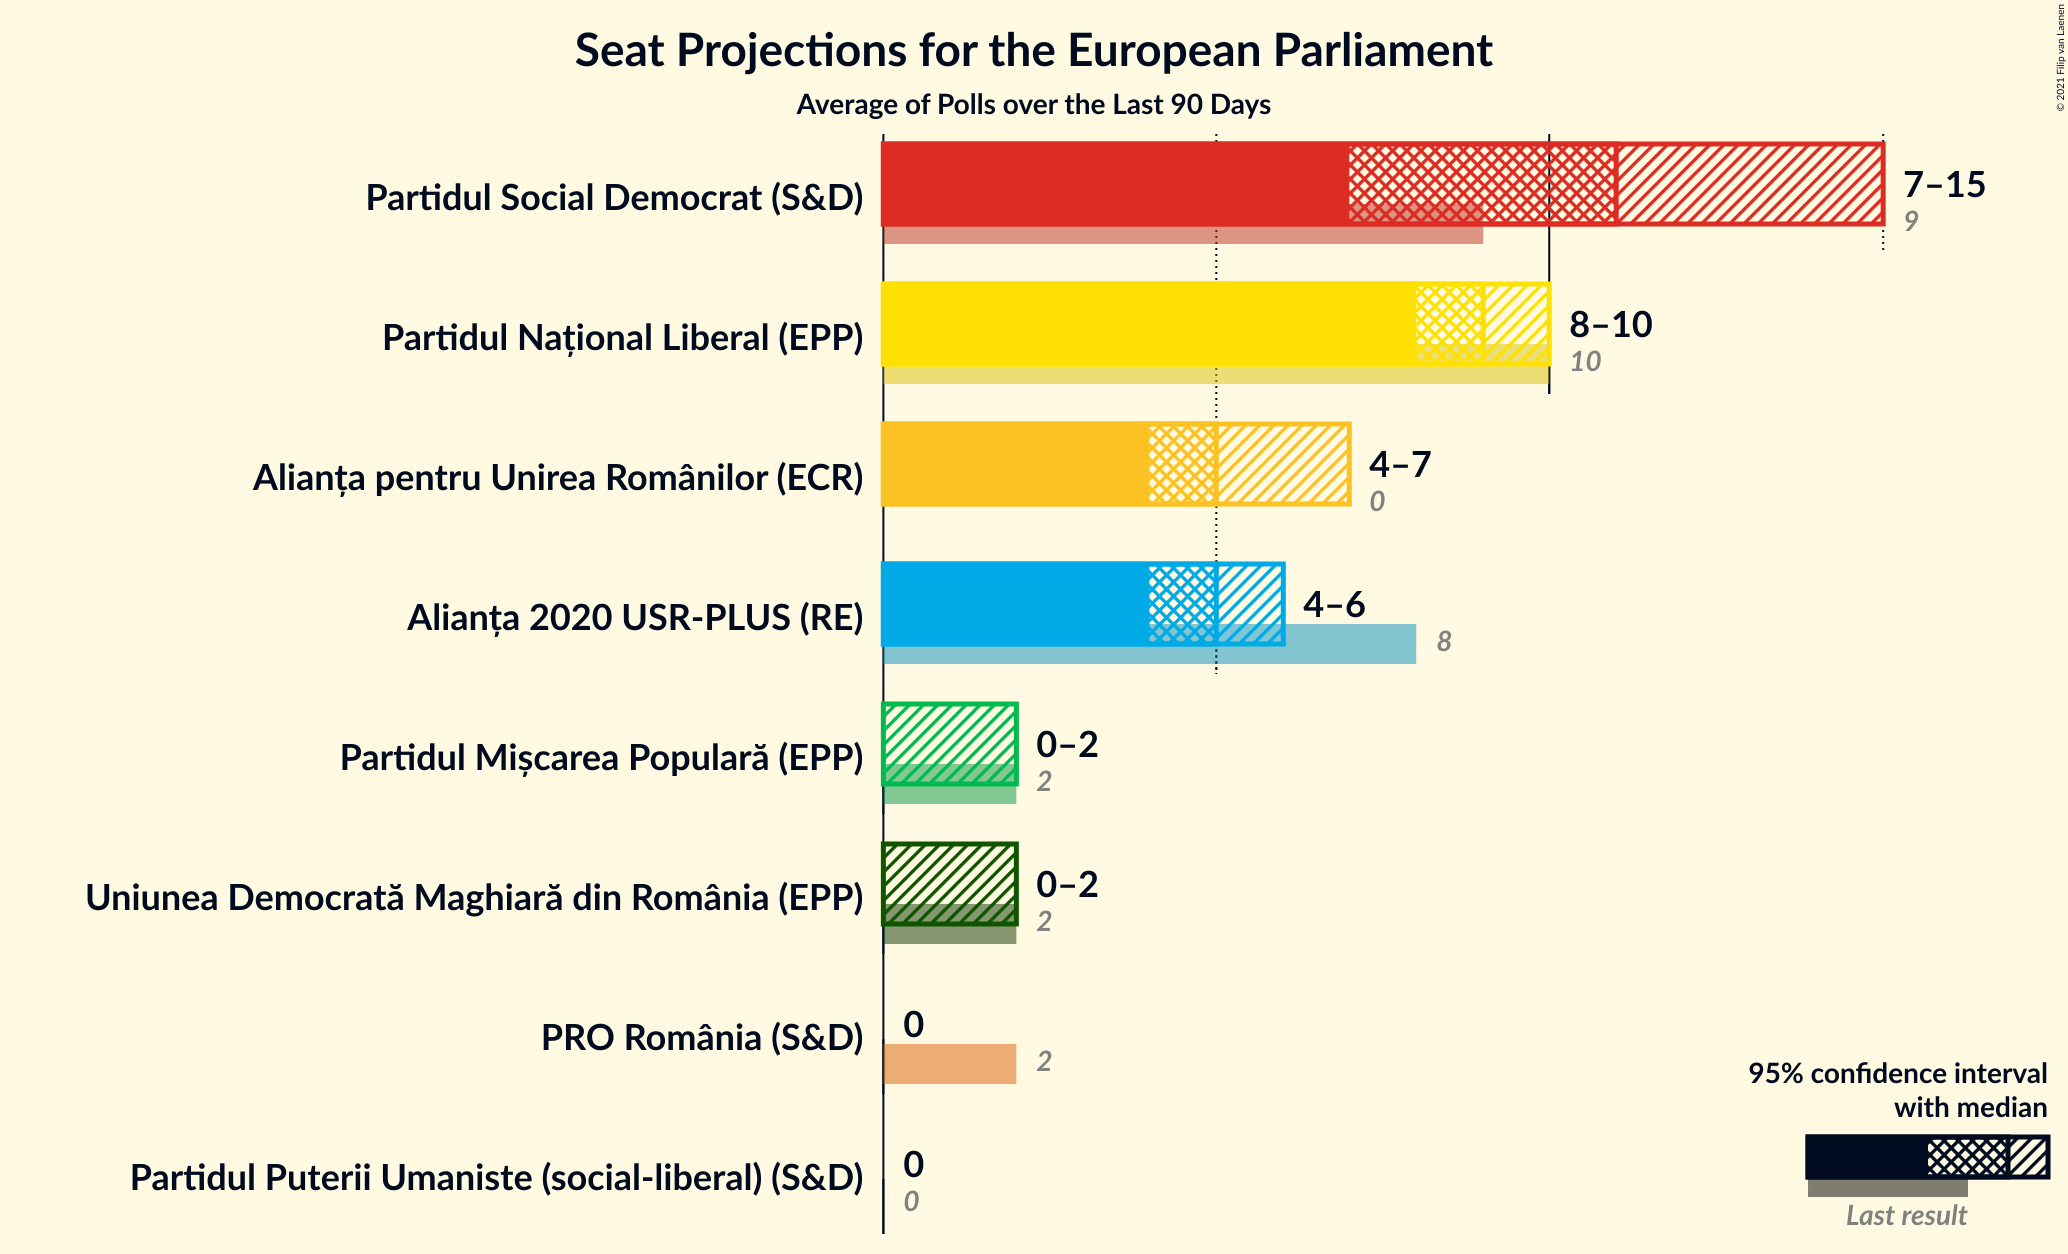 Seat Projections for the European Parliament
Average of Polls over the Last 90 Days
© 2021 Filip van Laenen
Partidul Social Democrat (S&D)
7–15
9
Partidul Național Liberal (EPP)
8–10
10
Alianța pentru Unirea Românilor (ECR)
4–7
0
Alianța 2020 USR-PLUS (RE)
4–6
8
Partidul Mișcarea Populară (EPP)
0–2
2
Uniunea Democrată Maghiară din România (EPP)
0–2
2
PRO România (S&D)
0
2
Partidul Puterii Umaniste (social-liberal) (S&D)
0
0
95% confidence interval
with median
Last result